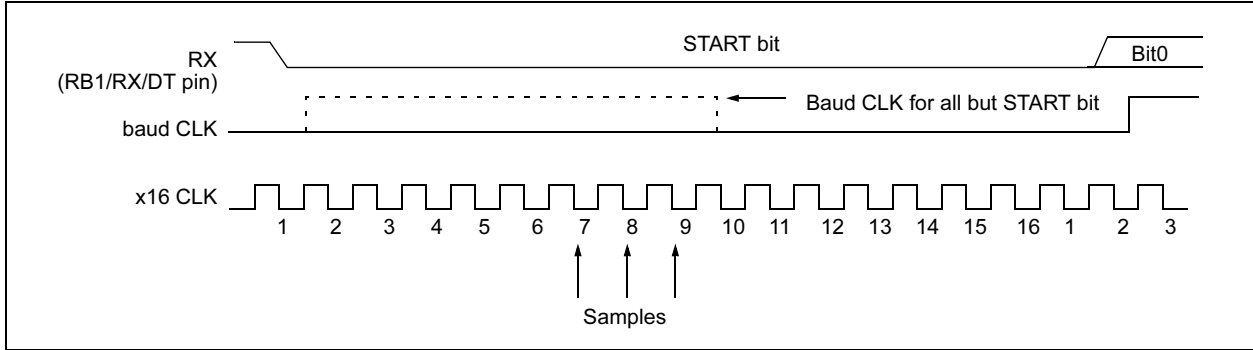 START bit
RX
(RB1/RX/DT pin)
Bit0
Baud CLK for all but START bit
baud CLK
x16 CLK
1 2 3 4 5 6 7 8 9 10 11 12 13 14 15 16 1 2 3
Samples